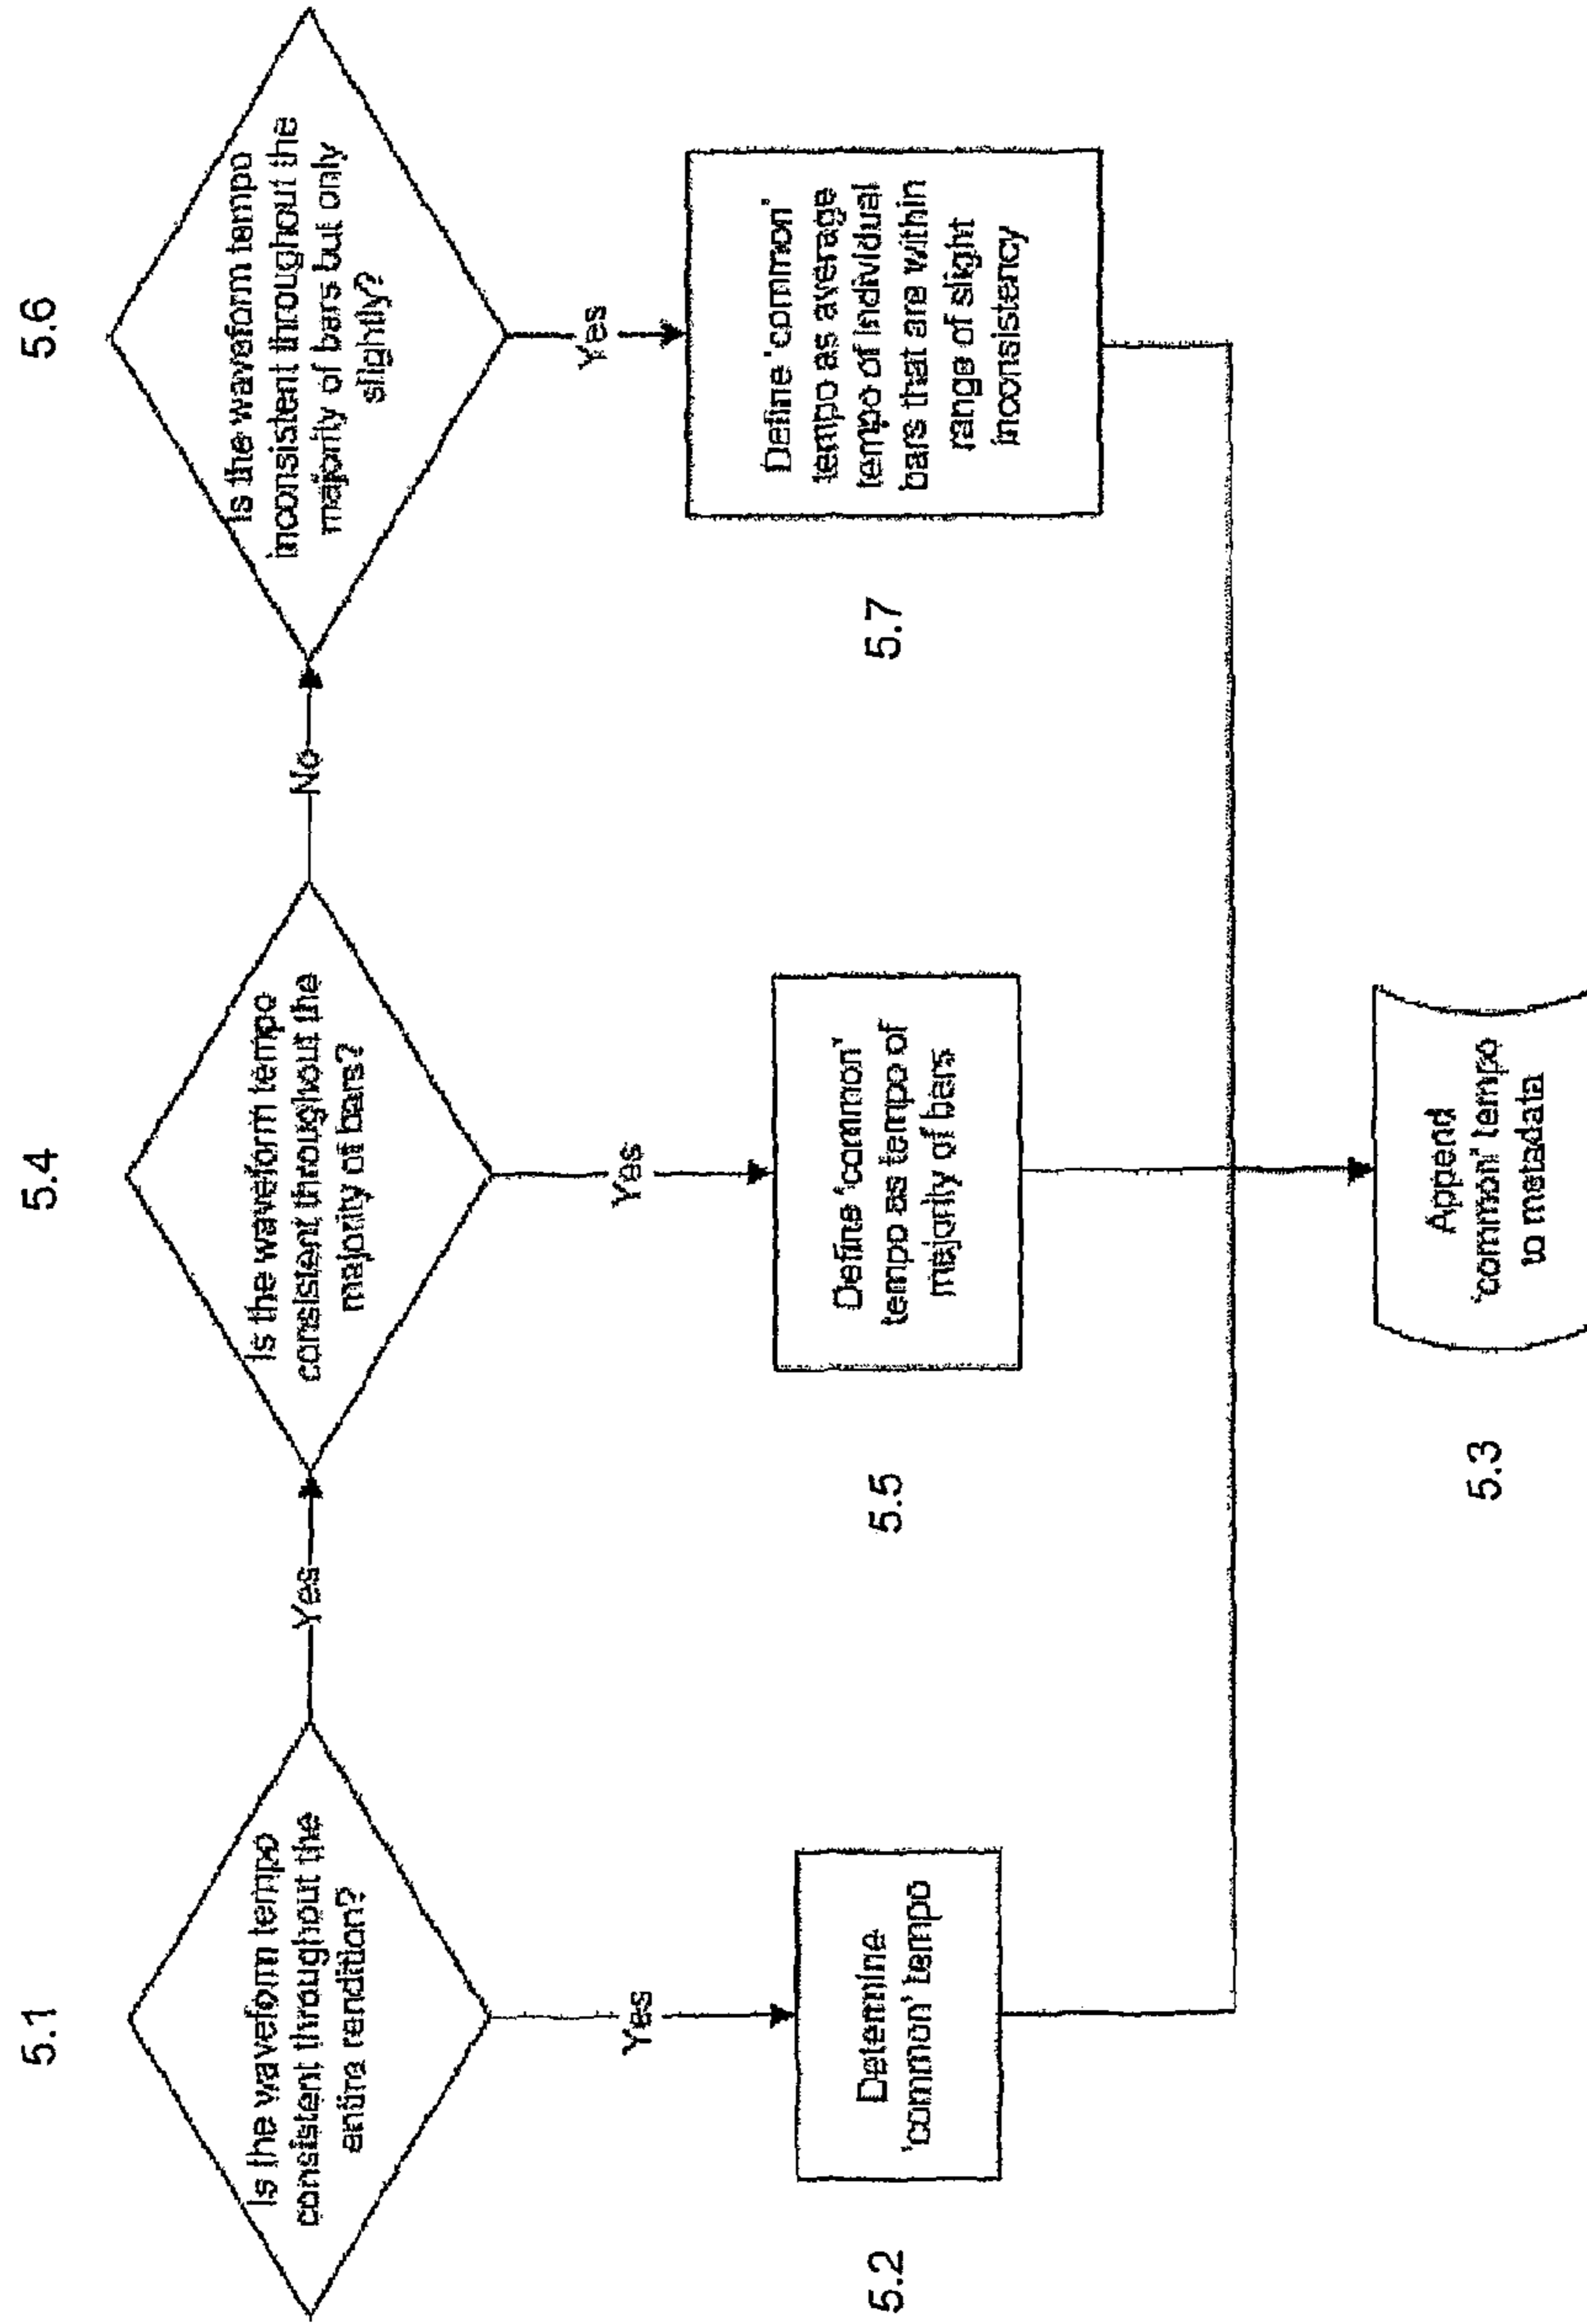 5.1
Is the waveform tempo
consistent throughout the
entire rendition?
Yes
5.4
Is the waveform tempo
consistent throughout the
majority of bars?
No
5.6
Is the waveform tempo
inconsistent throughout the
majority of bars but only
slightly?
Yes
Yes
Yes
5.2
Determine
'common' tempo
5.5
Define 'common'
tempo as tempo of
majority of bars
5.7
Define 'common'
tempo as average
tempo of individual
bars that are within
range of slight
inconsistency
5.3
Append
'common' tempo
to metadata